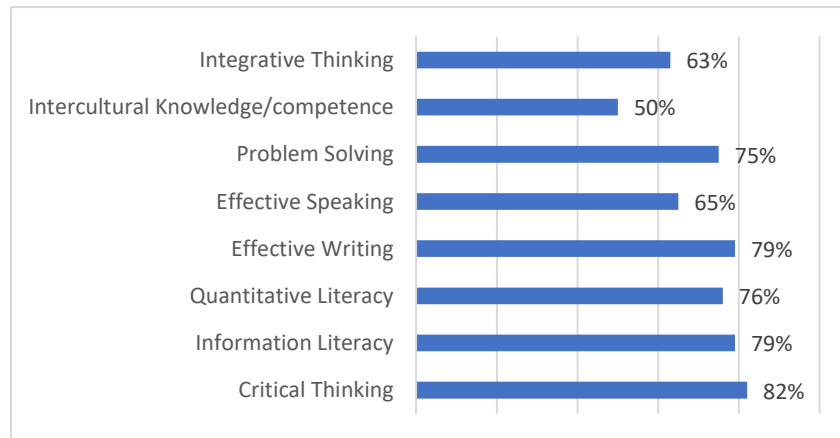 Integrative Thinking 63%
Intercultural Knowledge/competence 50%
Problem Solving 75%
Effective Speaking 65%
Effective Writing 79%
Quantitative Literacy 76%
Information Literacy 79%
Critical Thinking 82%